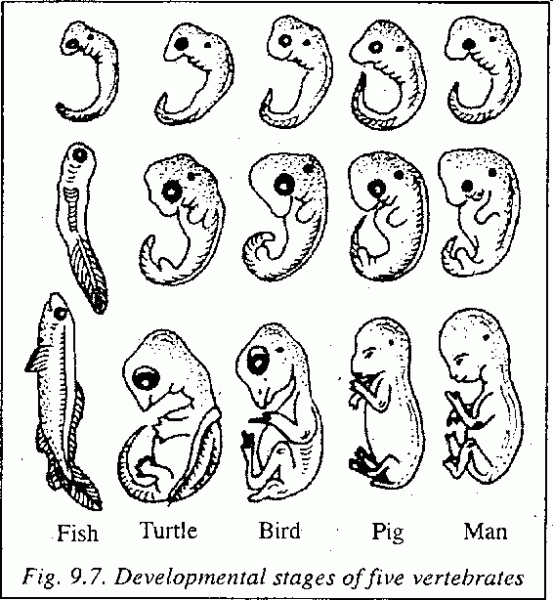 Fish Turtle Bird Pig Man
Fig. 9.7. Developmental stages of five vertebrates